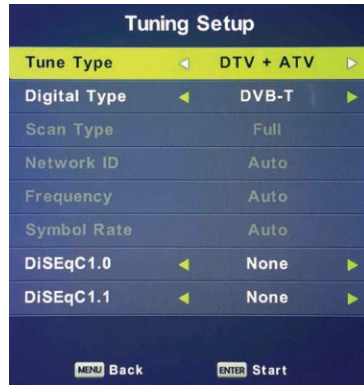 Tuning Setup
Tune Type DTV + ATV
Digital Type DVB-T
Scan Type Full
Network ID Auto
Frequency Auto
Symbol Rate Auto
DiSEqC1.0 None
DiSEqC1.1 None
MENU Back ENTER Start